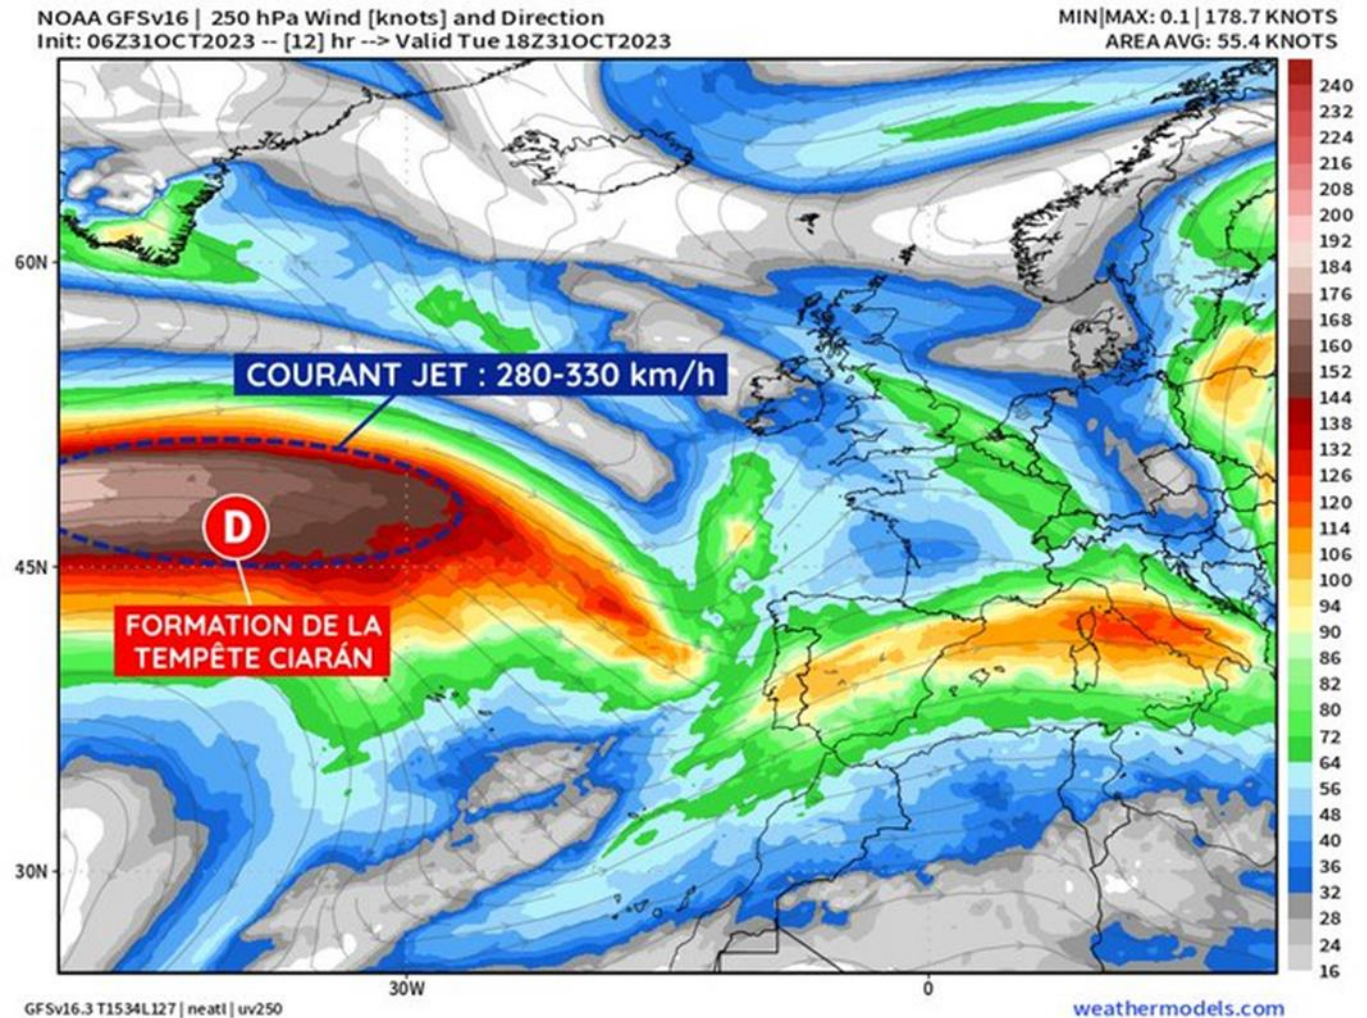 NOAA GFSv16 | 250 hPa Wind [knots] and Direction
MIN|MAX: 0.1 | 178.7 KNOTS
Init: 06Z31OCT2023 -- [12] hr --> Valid Tue 18Z31OCT2023
AREA AVG: 55.4 KNOTS
240
232
224
216
208
200
192
184
176
168
160
152
144
138
132
126
120
114
106
100
94
90
86
82
80
72
64
56
48
40
36
32
28
24
16
60N
45N
30N
COURANT JET : 280-330 km/h
D
FORMATION DE LA
TEMPÊTE CIARÁN
30W
0
GFSv16.3 T1534L127 | neatl | uv250
weathermodels.com